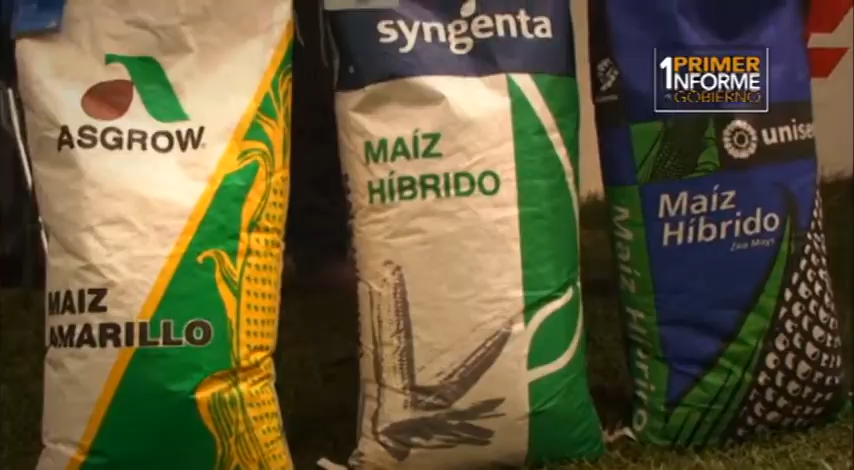 ASGROW
MAIZ
AMARILLO
syngenta
MAÍZ
HÍBRIDO
1 PRIMER
INFORME
GOBIERNO
unise
Maíz
Híbrido
Zea Mays
Maíz Híbrido